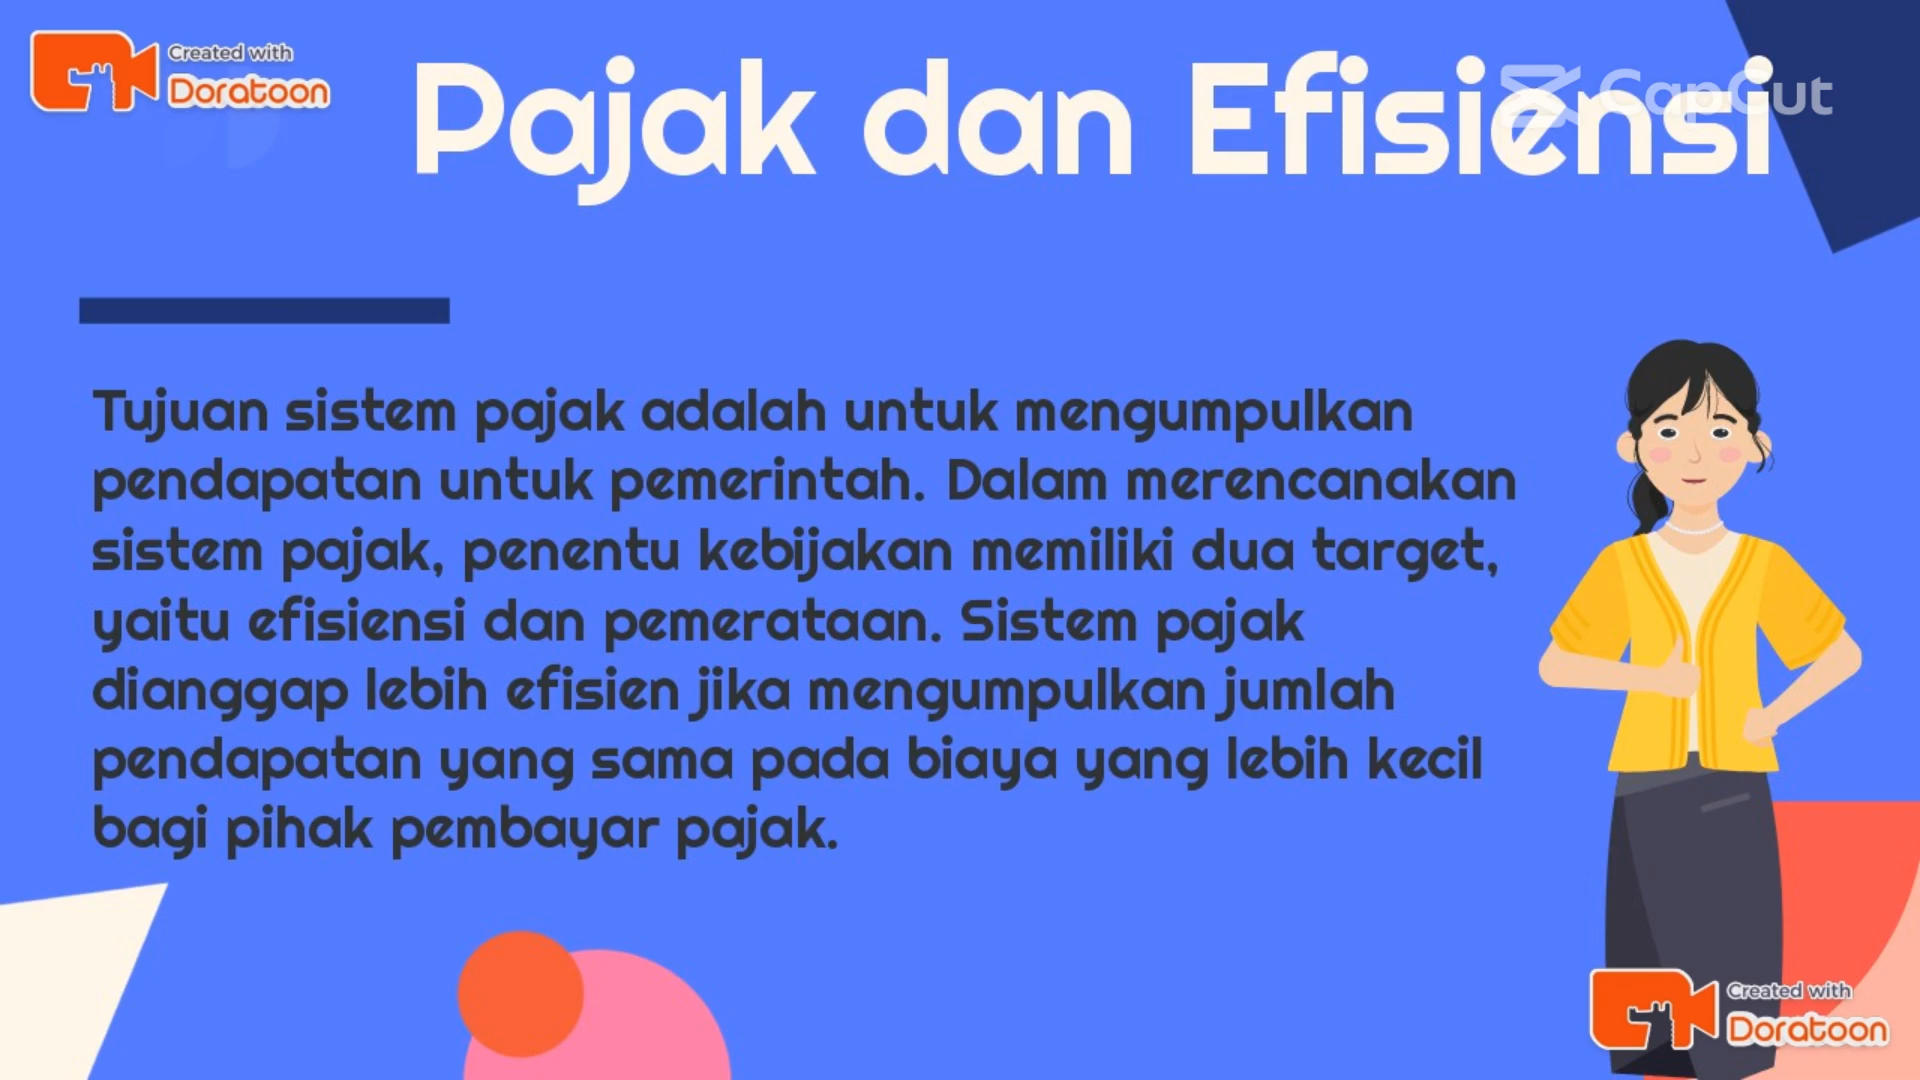 Created with
Doratoon
Pajak dan Efisiensi
CapCut
Tujuan sistem pajak adalah untuk mengumpulkan
pendapatan untuk pemerintah. Dalam merencanakan
sistem pajak, penentu kebijakan memiliki dua target,
yaitu efisiensi dan pemerataan. Sistem pajak
dianggap lebih efisien jika mengumpulkan jumlah
pendapatan yang sama pada biaya yang lebih kecil
bagi pihak pembayar pajak.
Created with
Doratoon